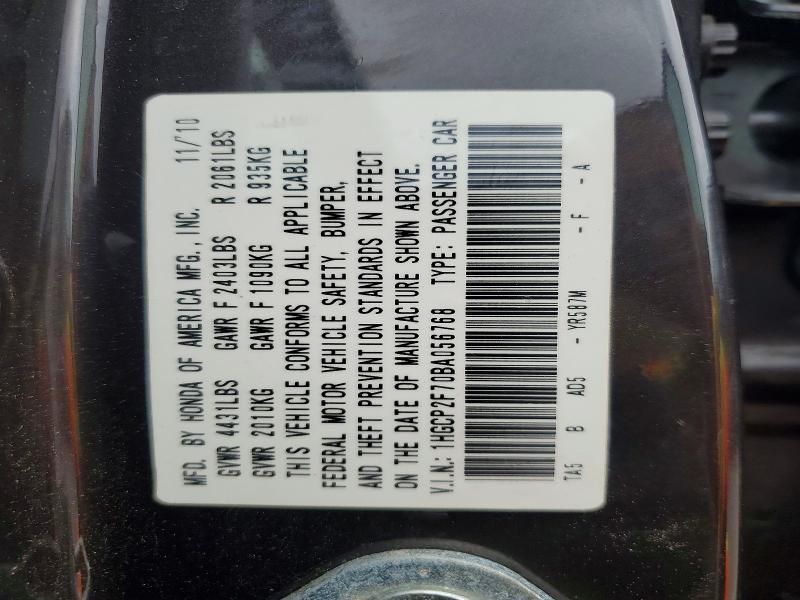 MFD. BY HONDA OF AMERICA MFG., INC. 11/10
GVWR 4431LBS GAWR F 2403LBS R 2061LBS
GVWR 2010KG GAWR F 1090KG R 935KG
THIS VEHICLE CONFORMS TO ALL APPLICABLE
FEDERAL MOTOR VEHICLE SAFETY, BUMPER,
AND THEFT PREVENTION STANDARDS IN EFFECT
ON THE DATE OF MANUFACTURE SHOWN ABOVE.
V.I.N.: 1HGCP2F70BA056768 TYPE: PASSENGER CAR
TA5 B AD5 - YR587M - F - A